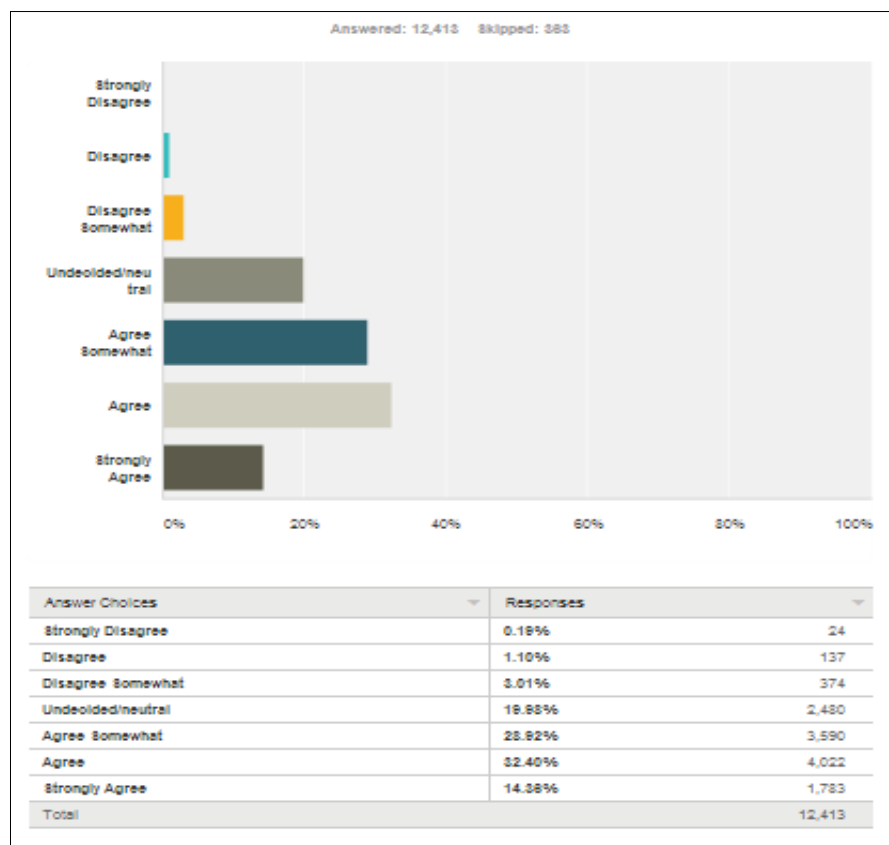 Answered: 12,413 Skipped: 363
Strongly
Disagree
Disagree
Disagree
Somewhat
Undecided/neu
tral
Agree
Somewhat
Agree
Strongly
Agree
0% 20% 40% 60% 80% 100%
Answer Choices Responses
Strongly Disagree 0.19% 24
Disagree 1.10% 137
Disagree Somewhat 3.01% 374
Undecided/neutral 19.98% 2,480
Agree Somewhat 28.92% 3,590
Agree 32.40% 4,022
Strongly Agree 14.36% 1,783
Total 12,413